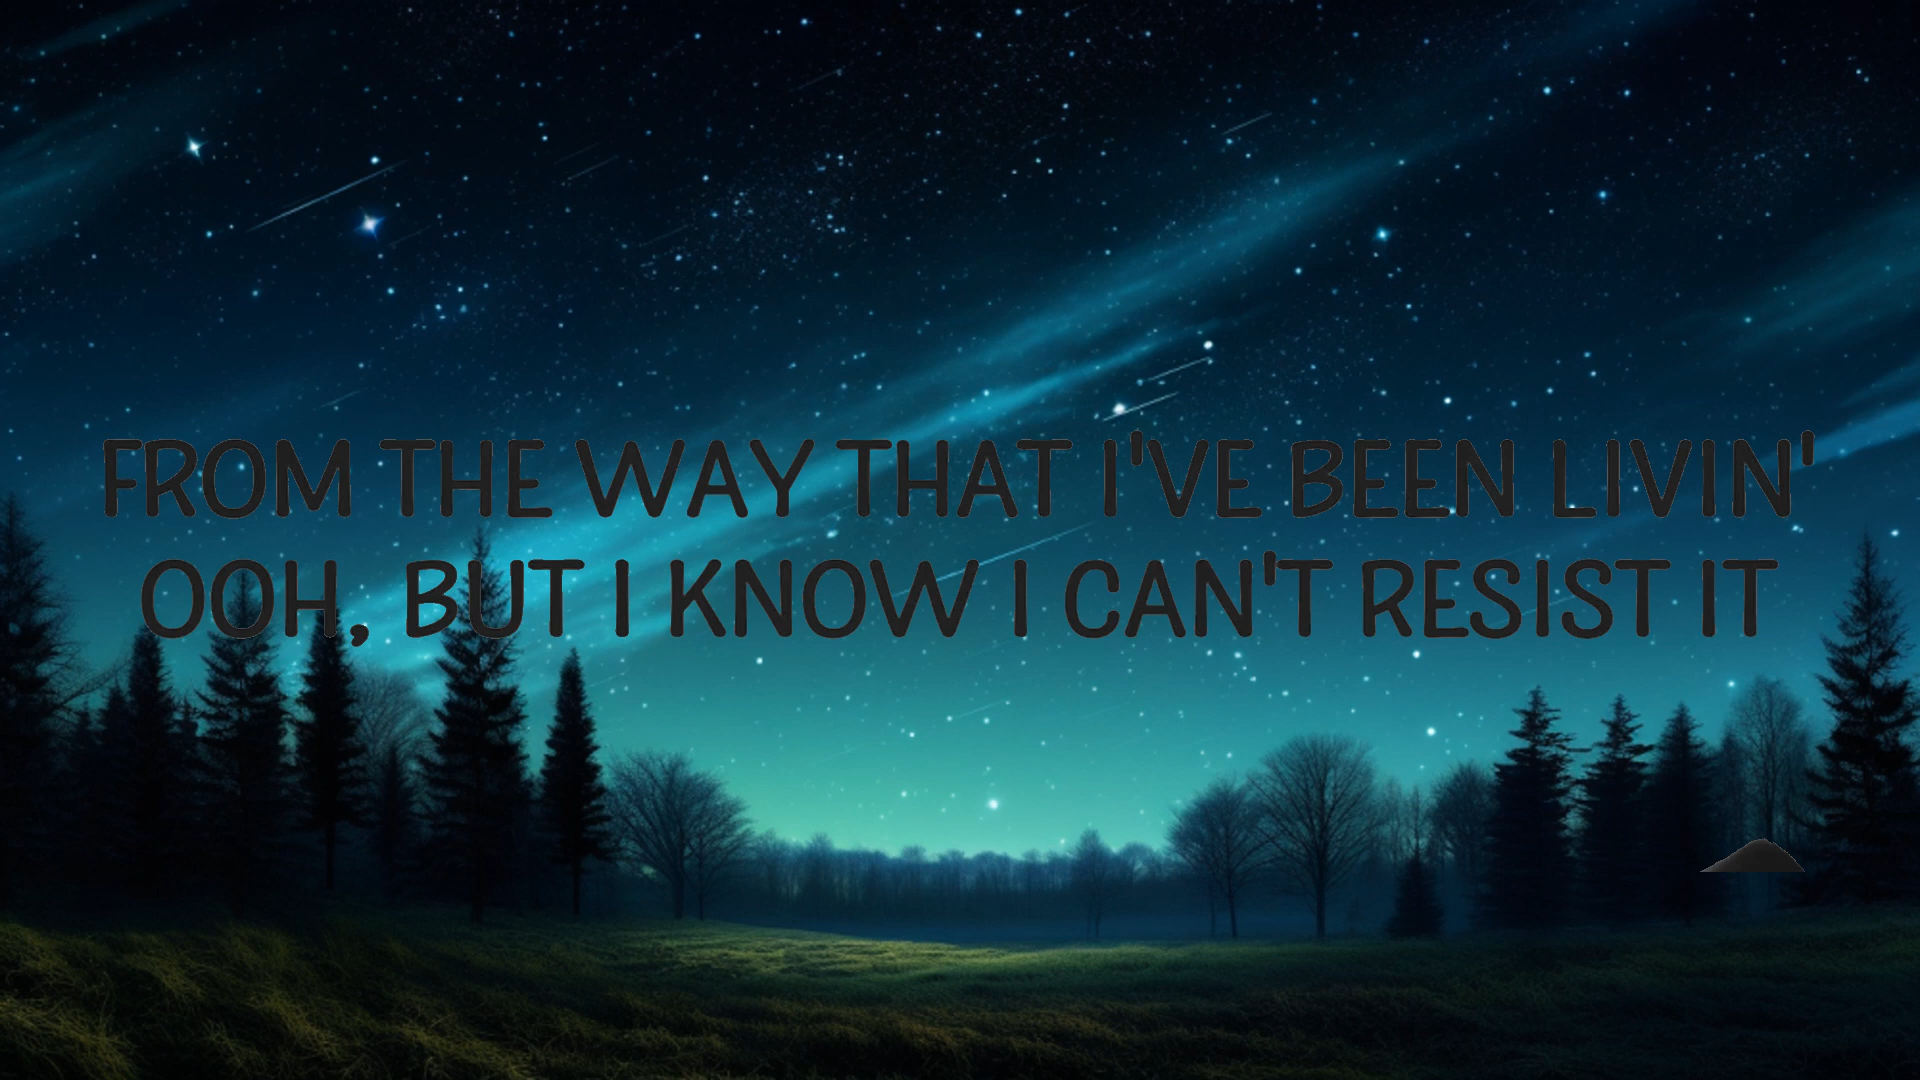 FROM THE WAY THAT I'VE BEEN LIVIN'
OOH, BUT I KNOW I CAN'T RESIST IT